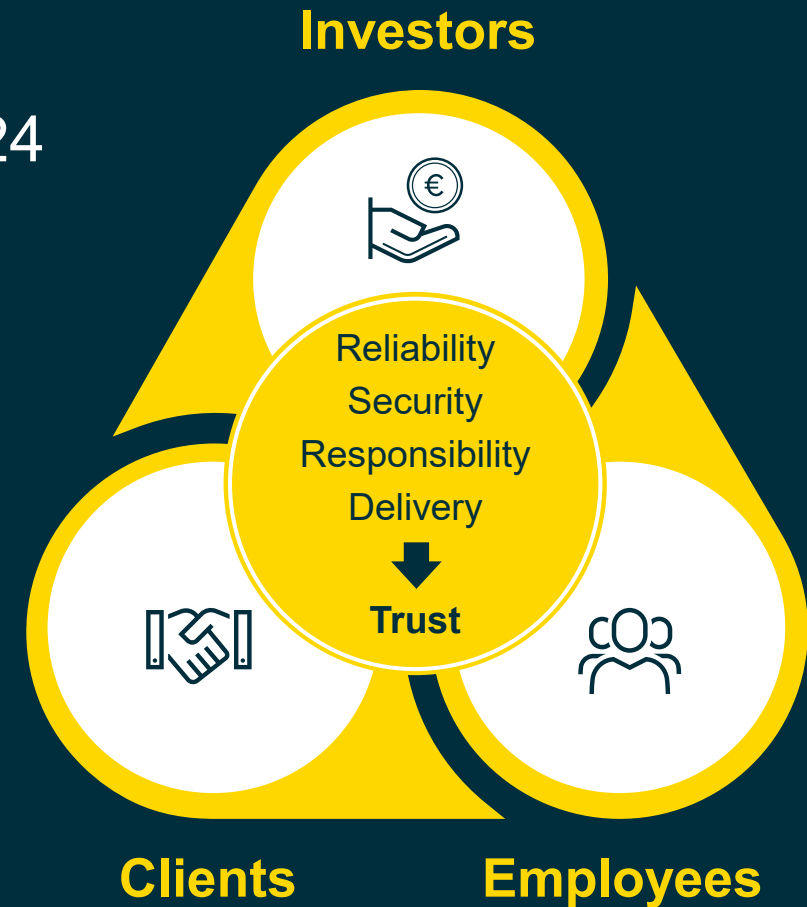 Investors
24
€
Reliability
Security
Responsibility
Delivery
Trust
Clients
Employees